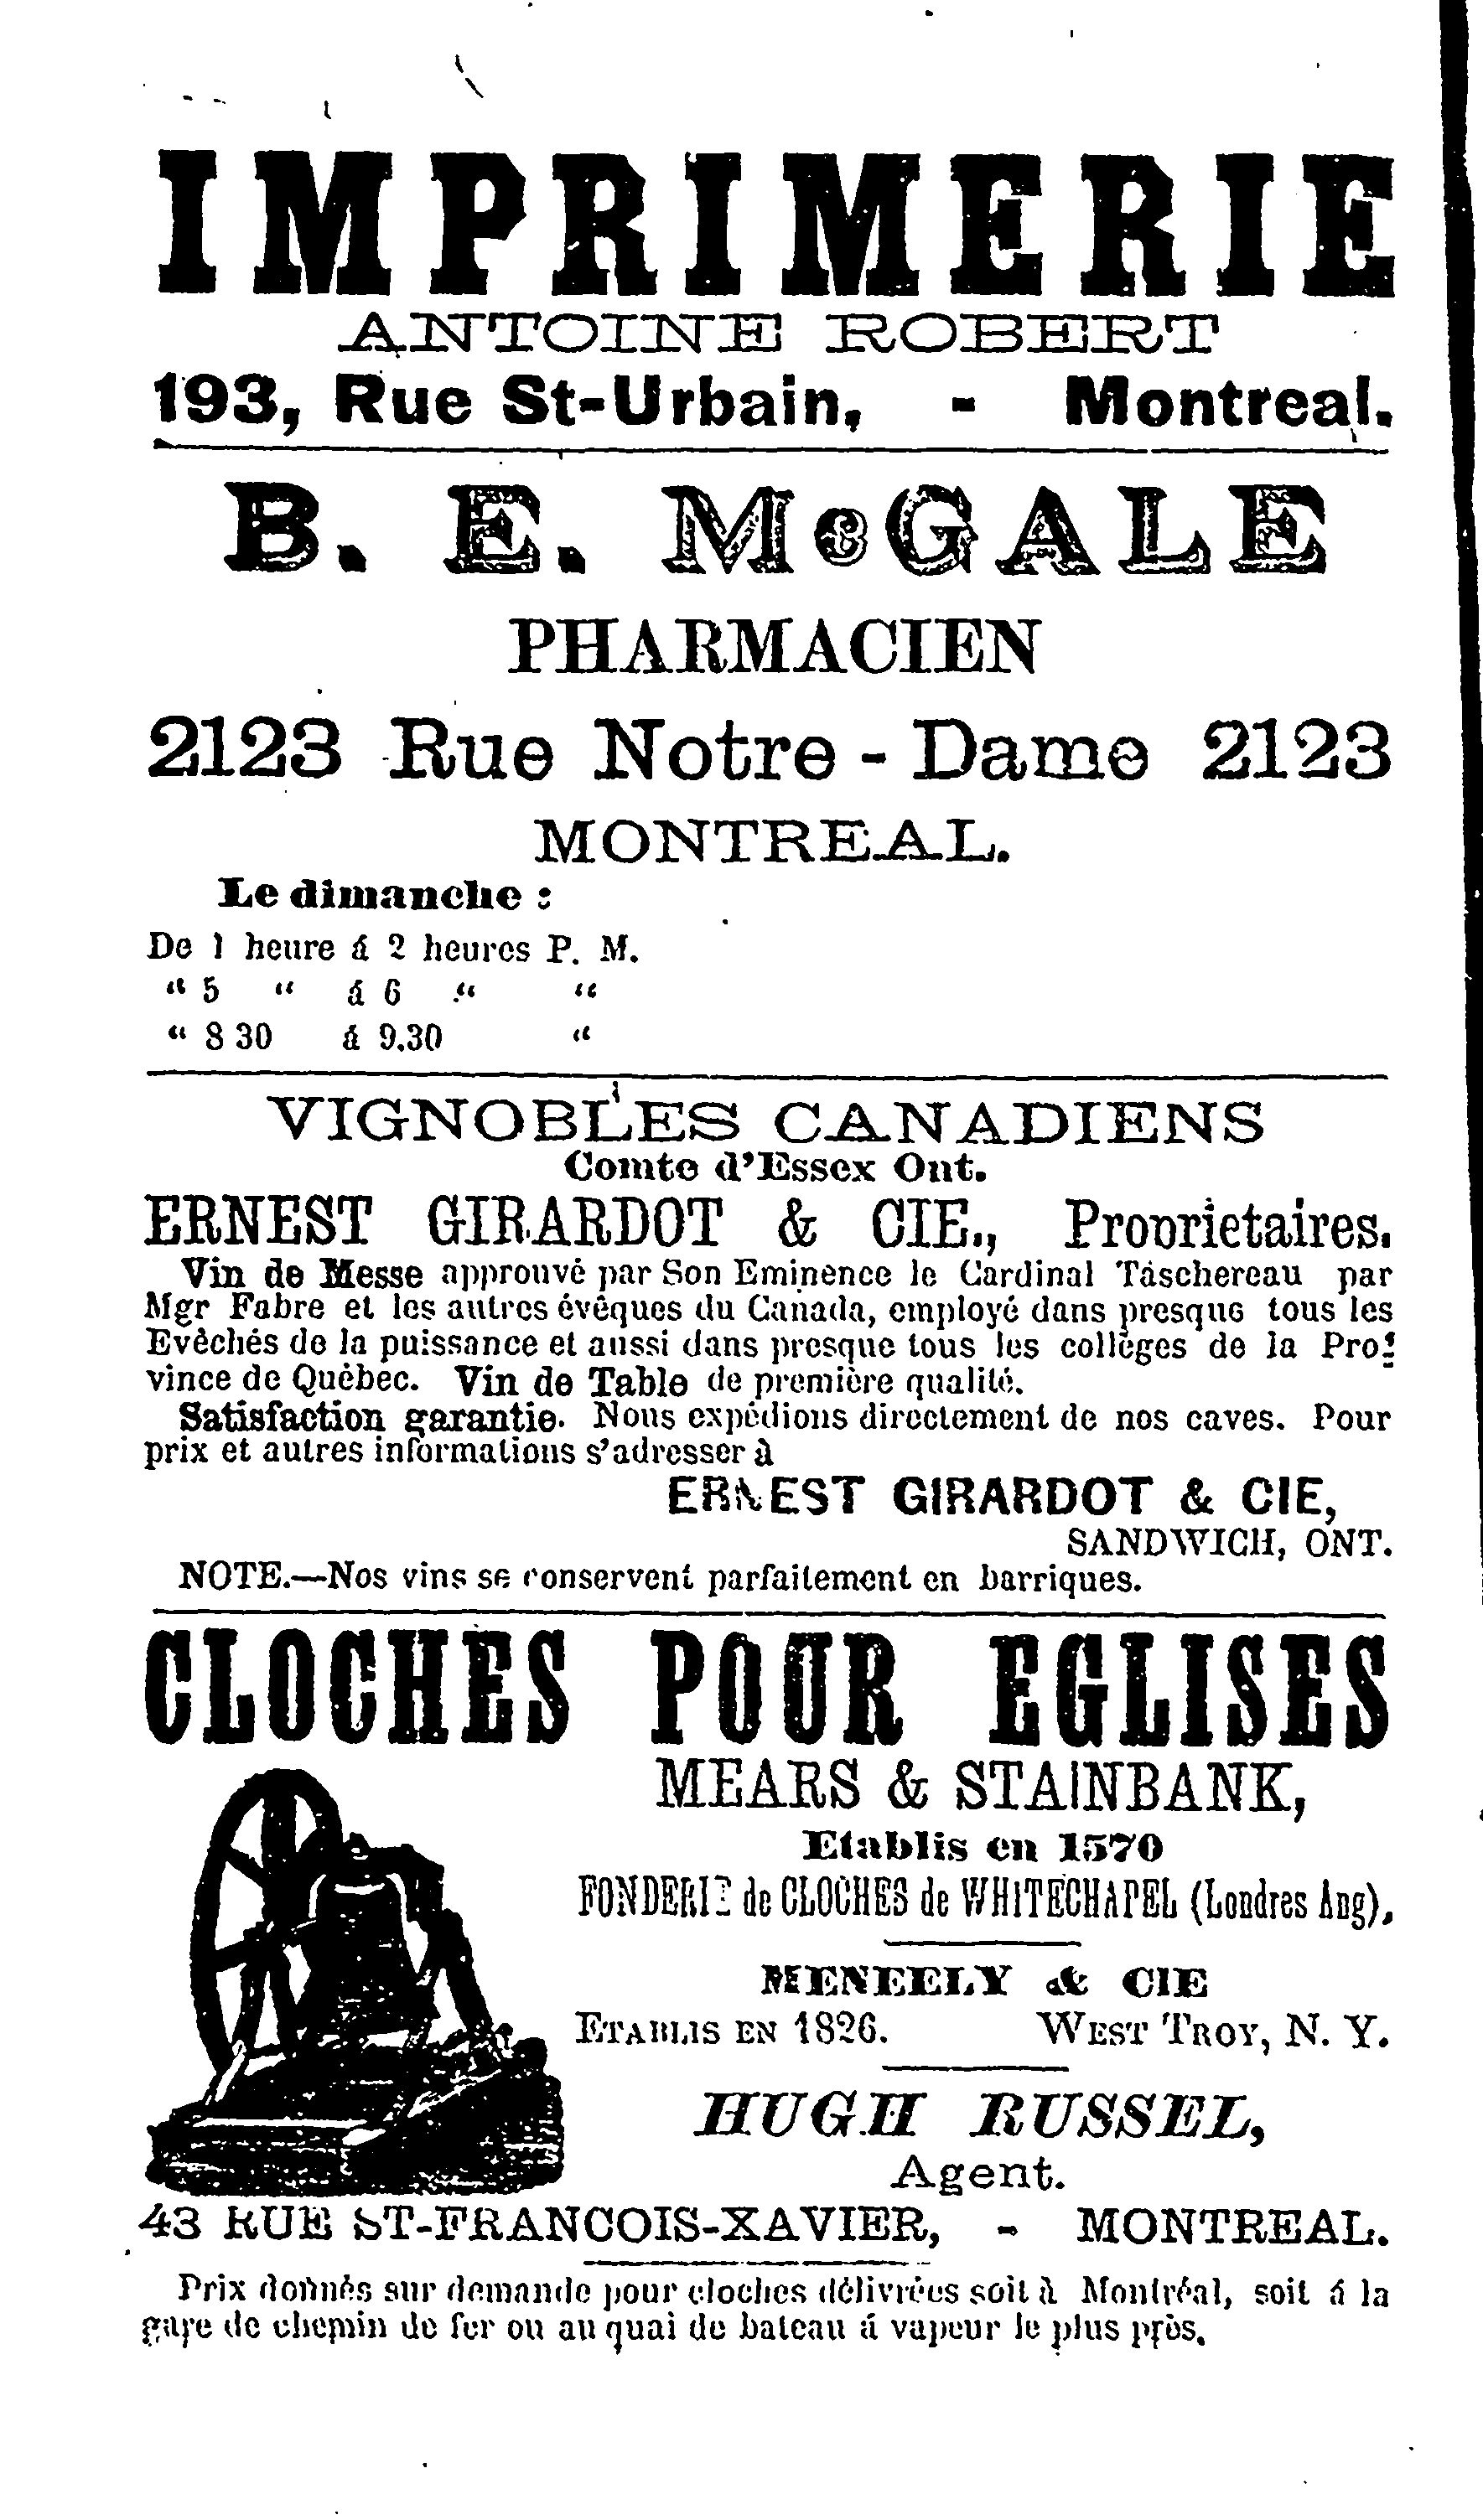 IMPRIMERIE
ANTOINE ROBERT
193, Rue St-Urbain, - Montreal.
B. E. McGALE
PHARMACIEN
2123 Rue Notre-Dame 2123
MONTREAL.
Le dimanche :
De 1 heure á 2 heures P. M.
“ 5 “ á 6 “ “
“ 8 30 á 9.30 “
VIGNOBLES CANADIENS
Comte d'Essex Ont.
ERNEST GIRARDOT & CIE., Proprietaires.
Vin de Messe approuvé par Son Eminence le Cardinal Taschereau par
Mgr Fabre et les autres évêques du Canada, employé dans presque tous les
Evêchés de la puissance et aussi dans presque tous les collèges de la Pro-
vince de Québec. Vin de Table de première qualité.
Satisfaction garantie. Nous expédions directement de nos caves. Pour
prix et autres informations s'adresser à
ERNEST GIRARDOT & CIE,
SANDWICH, ONT.
NOTE.—Nos vins se conservent parfaitement en barriques.
CLOCHES POUR EGLISES
MEARS & STAINBANK,
Etablis en 1570
FONDERIE de CLOCHES de WHITECHAPEL (Londres Ang),
MENEELY & CIE
ETABLIS EN 1826. WEST TROY, N. Y.
HUGH RUSSEL,
Agent.
43 RUE ST-FRANCOIS-XAVIER, - MONTREAL.
Prix donnés sur demande pour cloches délivrées soit à Montréal, soit á la
gare de chemin de fer ou au quai de bateau á vapeur le plus près.